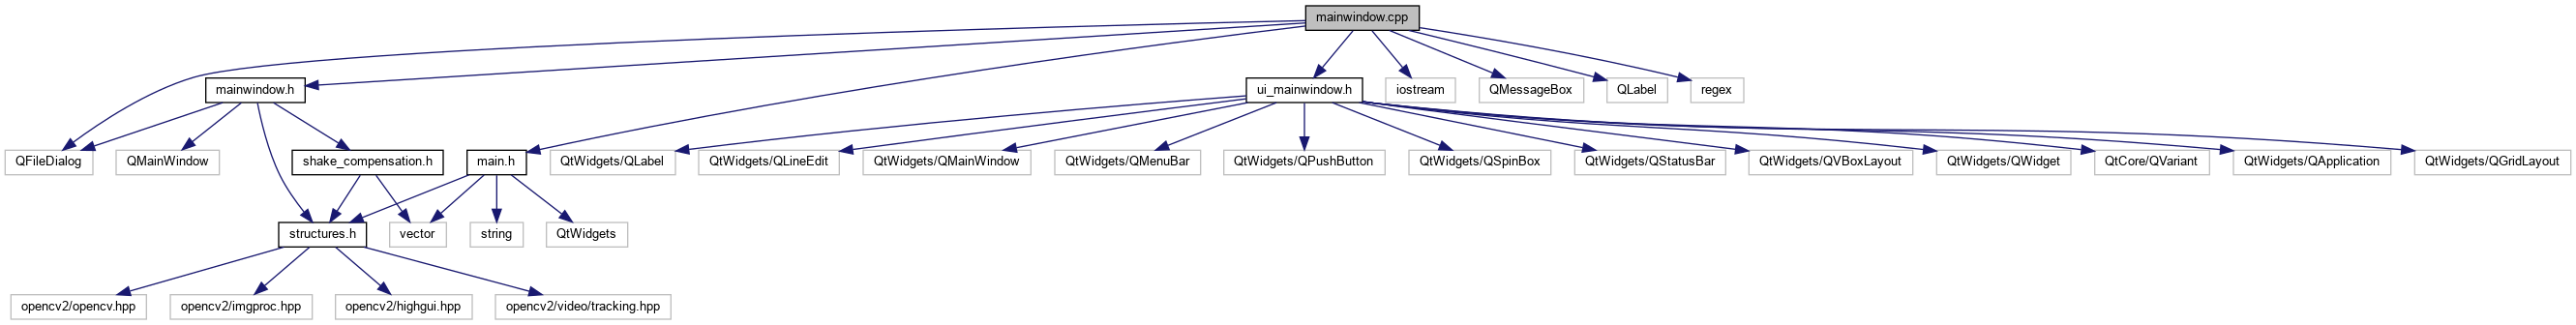 mainwindow.cpp
mainwindow.h
ui_mainwindow.h
iostream
QMessageBox
QLabel
regex
QFileDialog
QMainWindow
shake_compensation.h
main.h
QtWidgets/QLabel
QtWidgets/QLineEdit
QtWidgets/QMainWindow
QtWidgets/QMenuBar
QtWidgets/QPushButton
QtWidgets/QSpinBox
QtWidgets/QStatusBar
QtWidgets/QVBoxLayout
QtWidgets/QWidget
QtCore/QVariant
QtWidgets/QApplication
QtWidgets/QGridLayout
structures.h
vector
string
QtWidgets
opencv2/opencv.hpp
opencv2/imgproc.hpp
opencv2/highgui.hpp
opencv2/video/tracking.hpp